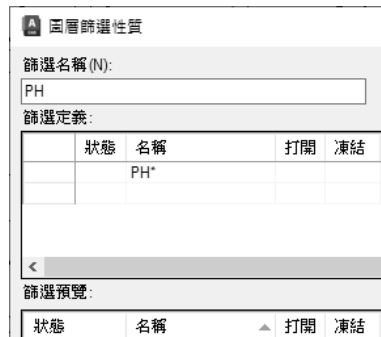 圖層篩選性質
篩選名稱(N):
PH
篩選定義:
狀態 名稱 打開 凍結
PH*
篩選預覽:
狀態 名稱 打開 凍結